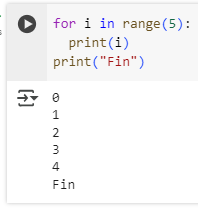 for i in range(5):
  print(i)
print("Fin")
0
1
2
3
4
Fin